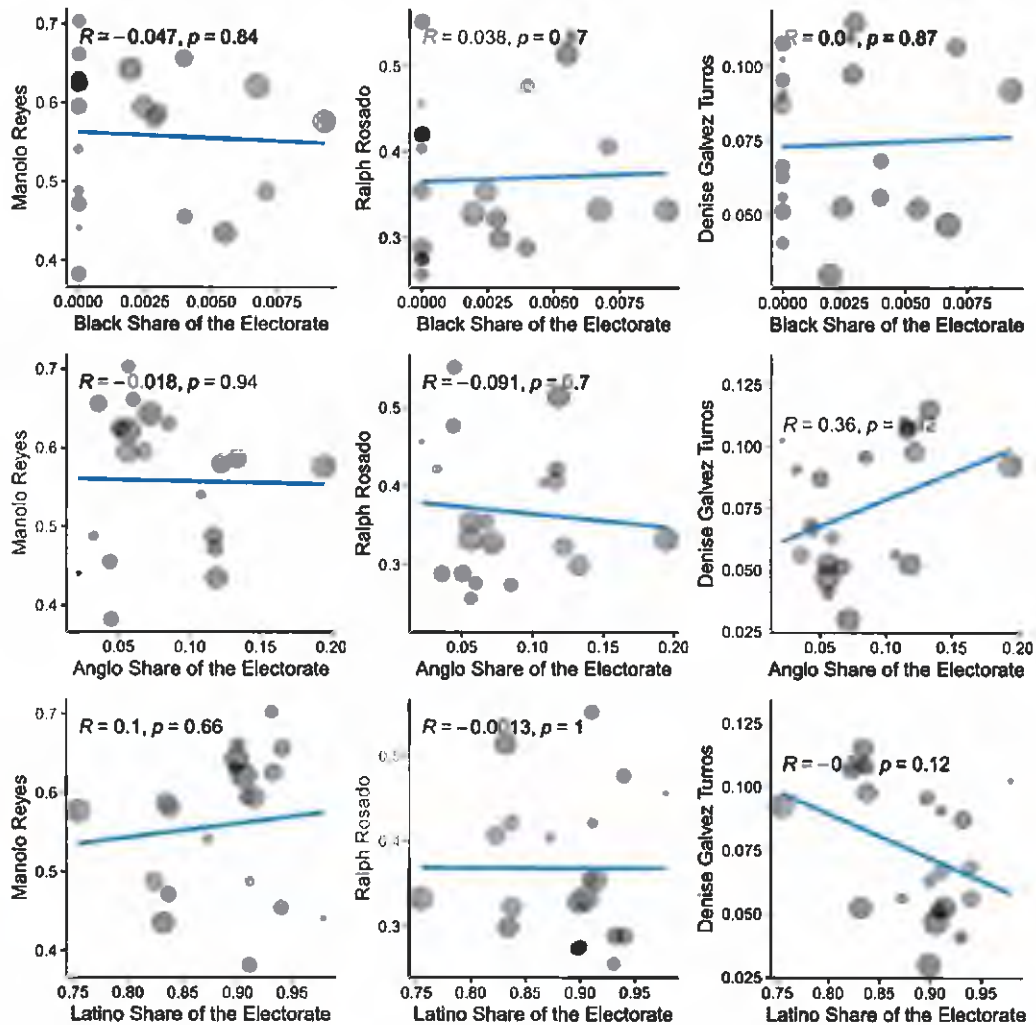 Manolo Reyes
0.7
0.6
0.5
0.4
R = −0.047, p = 0.84
0.0000 0.0025 0.0050 0.0075
Black Share of the Electorate
Ralph Rosado
0.5
0.4
0.3
R = 0.038, p =
0.0000 0.0025 0.0050 0.0075
Black Share of the Electorate
Denise Galvez Turros
0.100
0.075
0.050
p = 0.87
0.0000 0.0025 0.0050 0.0075
Black Share of the Electorate
Manolo Reyes
0.7
0.6
0.5
0.4
R = −0.018, p = 0.94
0.05 0.10 0.15 0.20
Anglo Share of the Electorate
Ralph Rosado
0.5
0.4
0.3
R = −0.091, p = 0.7
0.05 0.10 0.15 0.20
Anglo Share of the Electorate
Denise Galvez Turros
0.125
0.100
0.075
0.050
0.025
R = 0.36, p =
0.05 0.10 0.15 0.20
Anglo Share of the Electorate
Manolo Reyes
0.7
0.6
0.5
0.4
R = 0.1, p = 0.66
0.75 0.80 0.85 0.90 0.95
Latino Share of the Electorate
Ralph Rosado
0.5
0.4
0.3
R = −0.0013, p = 1
0.75 0.80 0.85 0.90 0.95
Latino Share of the Electorate
Denise Galvez Turros
0.125
0.100
0.075
0.050
0.025
p = 0.12
0.75 0.80 0.85 0.90 0.95
Latino Share of the Electorate